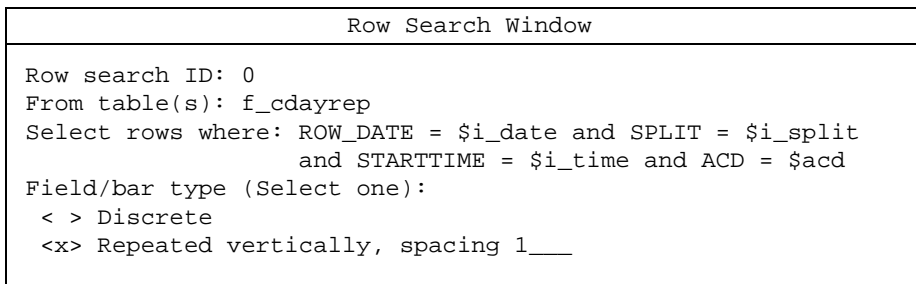 Row Search Window
Row search ID: 0
From table(s): f_cdayrep
Select rows where: ROW_DATE = $i_date and SPLIT = $i_split
and STARTTIME = $i_time and ACD = $acd
Field/bar type (Select one):
< > Discrete
<x> Repeated vertically, spacing 1___